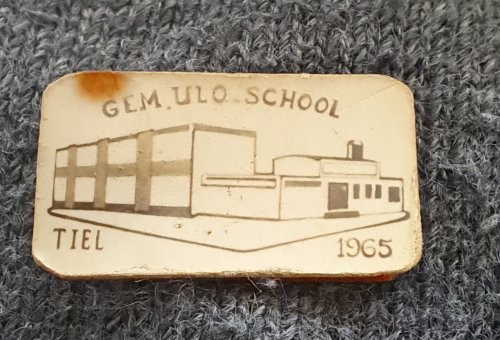 GEM. ULO SCHOOL
TIEL 1965